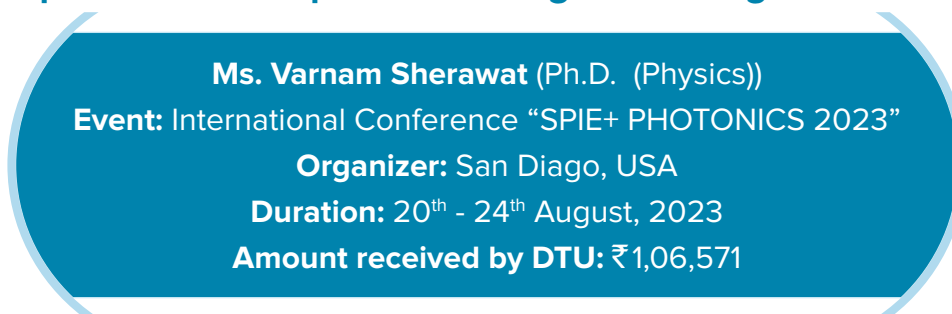 Ms. Varnam Sherawat (Ph.D. (Physics))
Event: International Conference “SPIE+ PHOTONICS 2023”
Organizer: San Diago, USA
Duration: 20th - 24th August, 2023
Amount received by DTU: ₹1,06,571